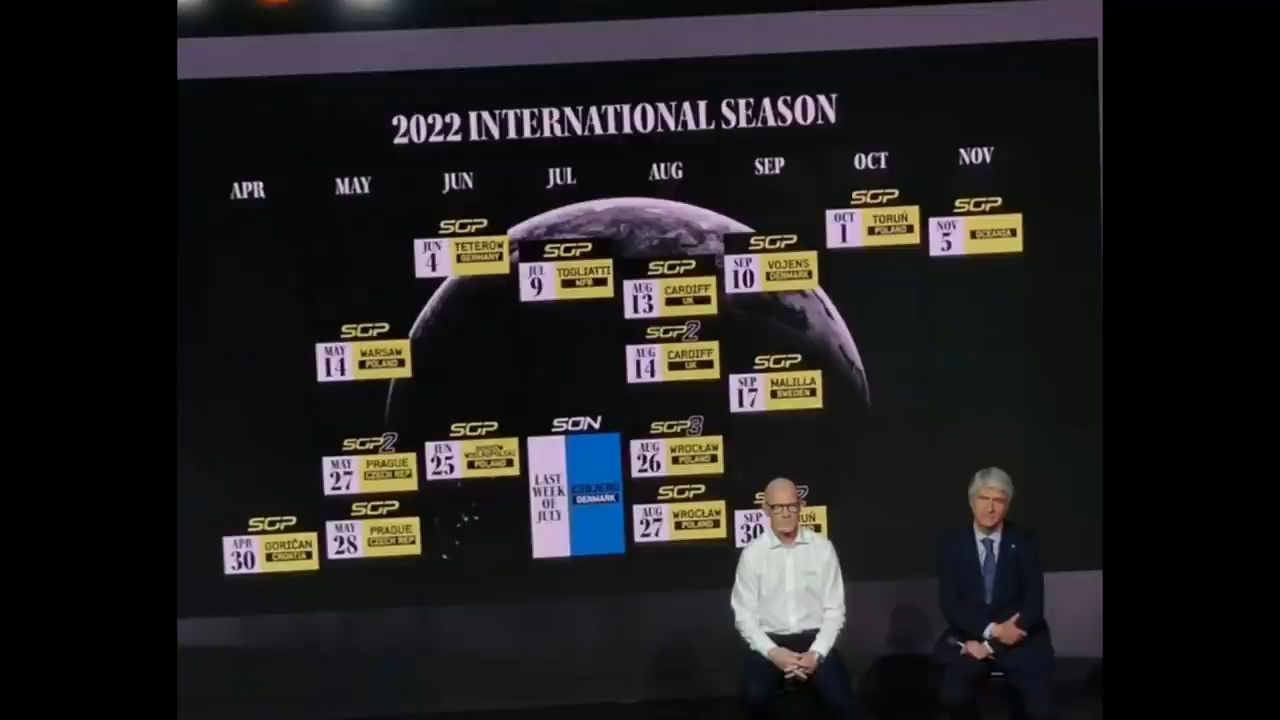 2022 INTERNATIONAL SEASON
APR
MAY
JUN
JUL
AUG
SEP
OCT
NOV
SGP
APR 30
GORIČAN
CROATIA
SGP
MAY 14
WARSAW
POLAND
SGP2
MAY 27
PRAGUE
CZECH REP
SGP
MAY 28
PRAGUE
CZECH REP
SGP
JUN 4
TETEROW
GERMANY
SGP
JUN 25
WIELKOPOLSKI
POLAND
SGP
JUL 9
TOGLIATTI
MFR
SON
LAST
WEEK
OF
JULY
DENMARK
SGP
AUG 13
CARDIFF
UK
SGP2
AUG 14
CARDIFF
UK
SGP3
AUG 26
WROCŁAW
POLAND
SGP
AUG 27
WROCŁAW
POLAND
SGP
SEP 10
VOJENS
DENMARK
SGP
SEP 17
MALILLA
SWEDEN
SEP 30
SGP
OCT 1
TORUŃ
POLAND
SGP
NOV 5
OCEANIA